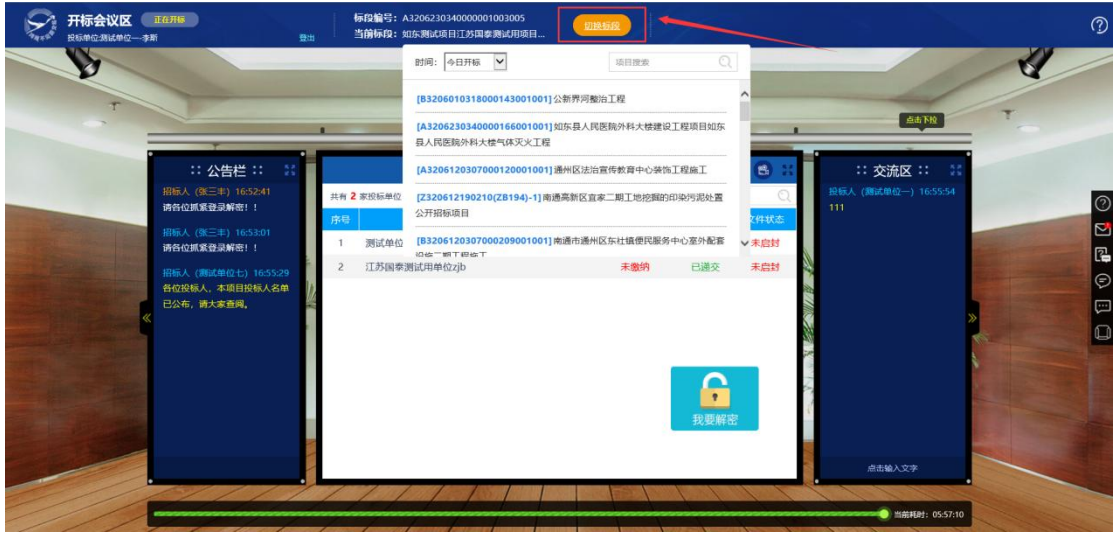 开标会议区 正在开标
投标单位:测试单位一--李斯
登出
标段编号：A3206230340000001003005
当前标段：如东测试项目江苏国泰测试用项目...
切换标段
时间：今日开标
项目搜索
[B3206010318000143001001]公新界河整治工程
[A3206230340000166001001]如东县人民医院外科大楼建设工程项目如东
县人民医院外科大楼气体灭火工程
[A3206120307000120001001]通州区法治宣传教育中心装饰工程施工
[Z320612190210(ZB194)-1]南通高新区宜家二期工地挖掘的印染污泥处置
公开招标项目
[B3206120307000209001001]南通市通州区东社镇便民服务中心室外配套
设施二期工程施工
:: 公告栏 ::
招标人（张三丰）16:52:41
请各位抓紧登录解密！！
招标人（张三丰）16:53:01
请各位抓紧登录解密！！
招标人（测试单位七）16:55:29
各位投标人，本项目投标人名单
已公布，请大家查阅。
共有 2 家投标单位
序号
文件状态
1 测试单位 未启封
2 江苏国泰测试用单位zjb 未缴纳 已递交 未启封
我要解密
点击下拉
:: 交流区 ::
投标人（测试单位一）16:55:54
111
点击输入文字
当前耗时：05:57:10